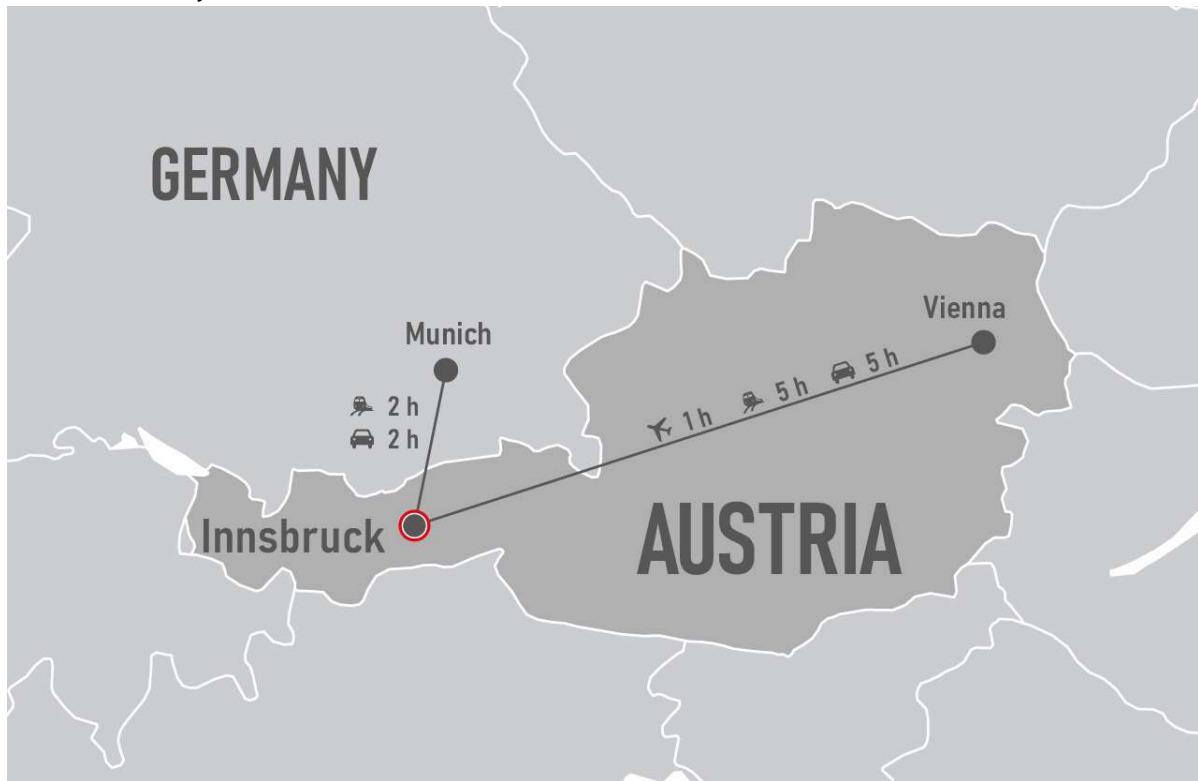 GERMANY
Munich
2 h
2 h
Vienna
1 h
5 h
5 h
Innsbruck
AUSTRIA